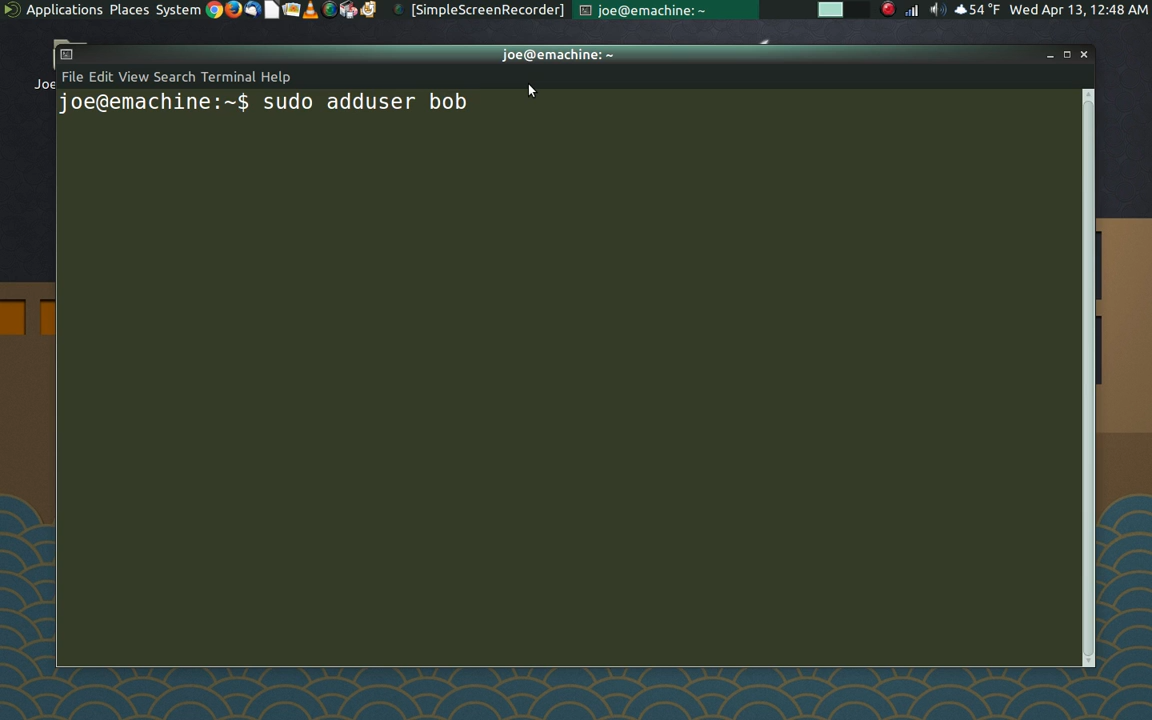 Applications Places System [SimpleScreenRecorder] joe@emachine: ~ 54 °F Wed Apr 13, 12:48 AM
Joe
joe@emachine: ~
File Edit View Search Terminal Help
joe@emachine:~$ sudo adduser bob